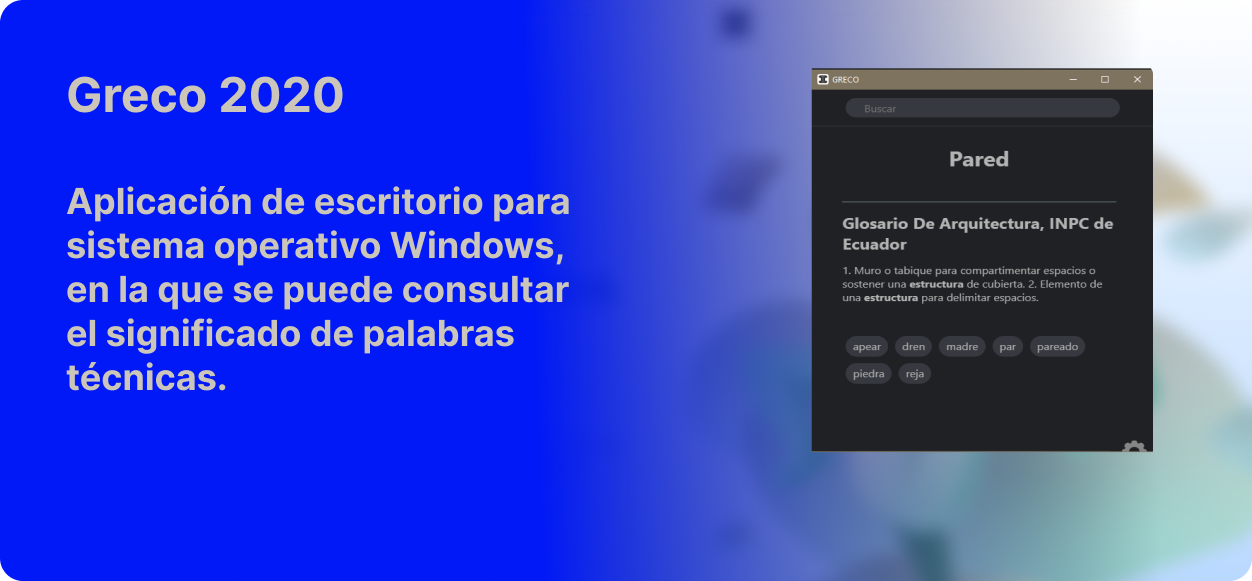 Greco 2020
Aplicación de escritorio para
sistema operativo Windows,
en la que se puede consultar
el significado de palabras
técnicas.
GRECO
Buscar
Pared
Glosario De Arquitectura, INPC de
Ecuador
1. Muro o tabique para compartimentar espacios o
sostener una estructura de cubierta. 2. Elemento de
una estructura para delimitar espacios.
apear dren madre par pareado
piedra reja